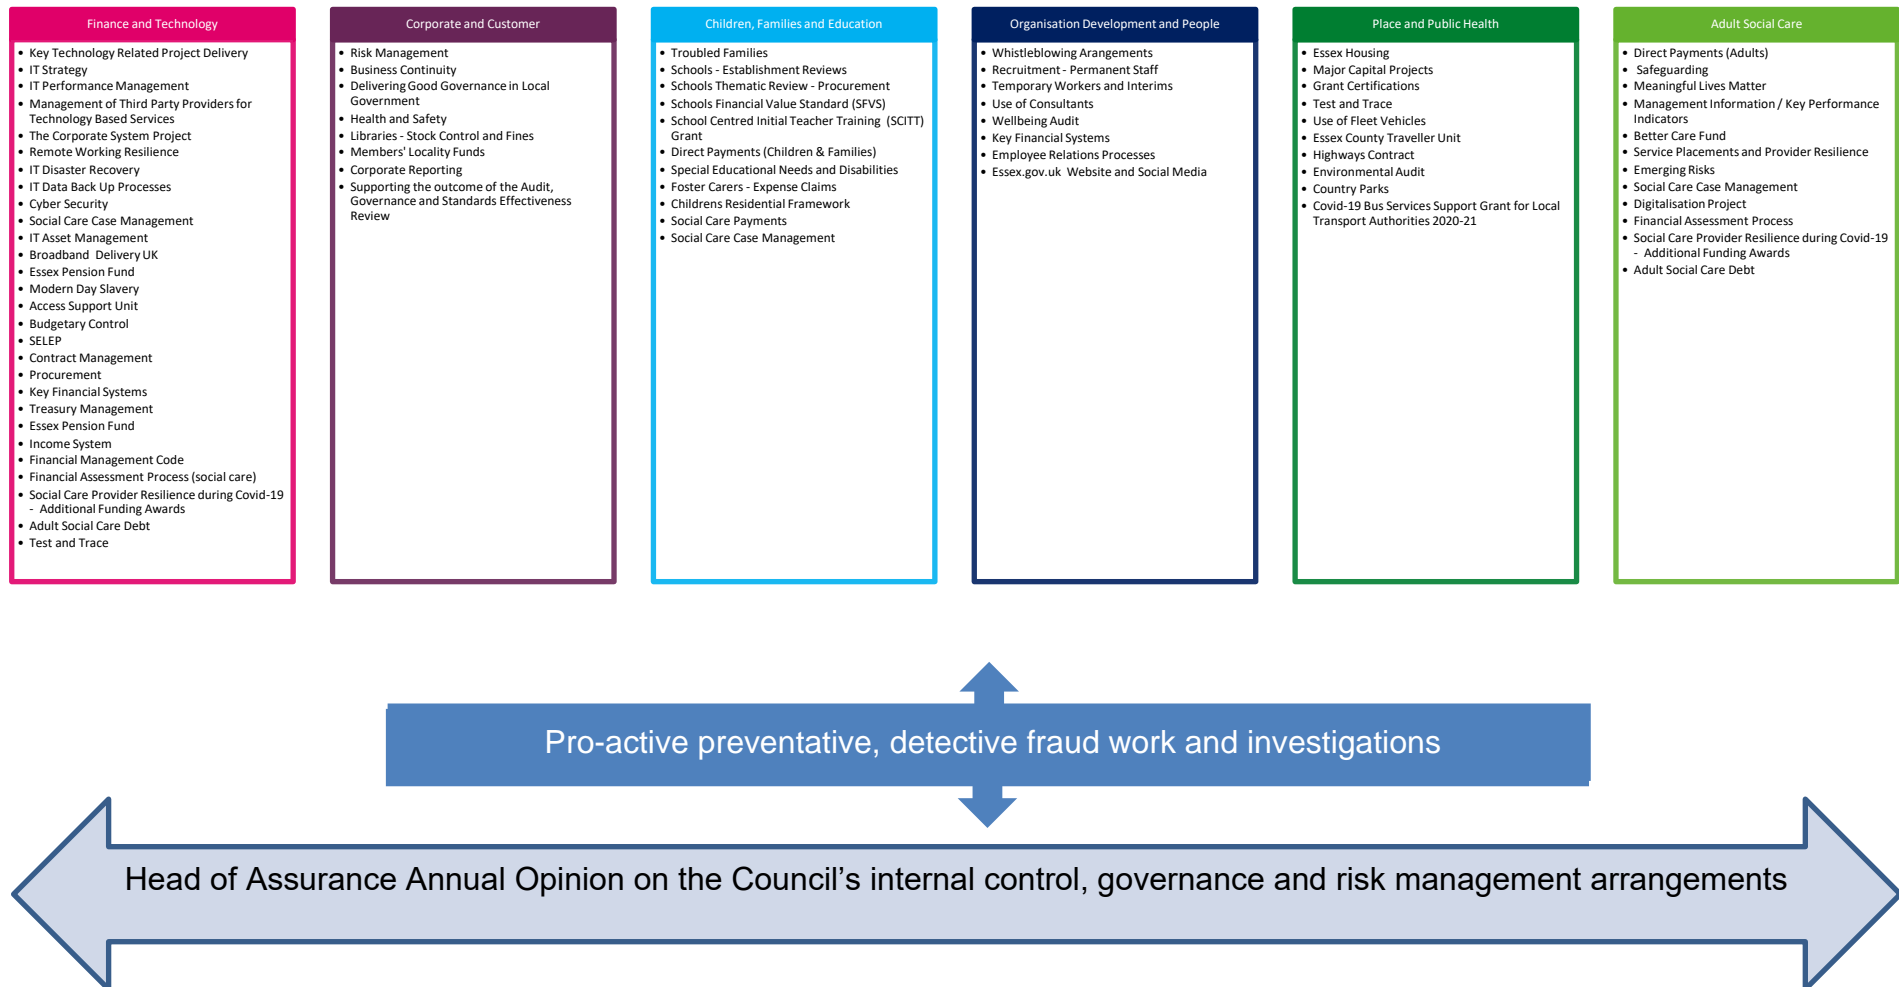 Finance and Technology
• Key Technology Related Project Delivery
• IT Strategy
• IT Performance Management
• Management of Third Party Providers for
Technology Based Services
• The Corporate System Project
• Remote Working Resilience
• IT Disaster Recovery
• IT Data Back Up Processes
• Cyber Security
• Social Care Case Management
• IT Asset Management
• Broadband Delivery UK
• Essex Pension Fund
• Modern Day Slavery
• Access Support Unit
• Budgetary Control
• SELEP
• Contract Management
• Procurement
• Key Financial Systems
• Treasury Management
• Essex Pension Fund
• Income System
• Financial Management Code
• Financial Assessment Process (social care)
• Social Care Provider Resilience during Covid-19
- Additional Funding Awards
• Adult Social Care Debt
• Test and Trace
Corporate and Customer
• Risk Management
• Business Continuity
• Delivering Good Governance in Local
Government
• Health and Safety
• Libraries - Stock Control and Fines
• Members' Locality Funds
• Corporate Reporting
• Supporting the outcome of the Audit,
Governance and Standards Effectiveness
Review
Children, Families and Education
• Troubled Families
• Schools - Establishment Reviews
• Schools Thematic Review - Procurement
• Schools Financial Value Standard (SFVS)
• School Centred Initial Teacher Training (SCITT)
Grant
• Direct Payments (Children & Families)
• Special Educational Needs and Disabilities
• Foster Carers - Expense Claims
• Childrens Residential Framework
• Social Care Payments
• Social Care Case Management
Organisation Development and People
• Whistleblowing Arangements
• Recruitment - Permanent Staff
• Temporary Workers and Interims
• Use of Consultants
• Wellbeing Audit
• Key Financial Systems
• Employee Relations Processes
• Essex.gov.uk Website and Social Media
Place and Public Health
• Essex Housing
• Major Capital Projects
• Grant Certifications
• Test and Trace
• Use of Fleet Vehicles
• Essex County Traveller Unit
• Highways Contract
• Environmental Audit
• Country Parks
• Covid-19 Bus Services Support Grant for Local
Transport Authorities 2020-21
Adult Social Care
• Direct Payments (Adults)
• Safeguarding
• Meaningful Lives Matter
• Management Information / Key Performance
Indicators
• Better Care Fund
• Service Placements and Provider Resilience
• Emerging Risks
• Social Care Case Management
• Digitalisation Project
• Financial Assessment Process
• Social Care Provider Resilience during Covid-19
- Additional Funding Awards
• Adult Social Care Debt
Pro-active preventative, detective fraud work and investigations
Head of Assurance Annual Opinion on the Council’s internal control, governance and risk management arrangements